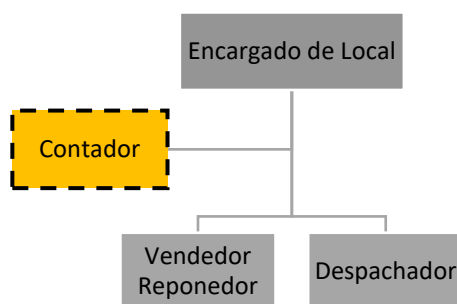 Encargado de Local
Contador
Vendedor
Reponedor
Despachador